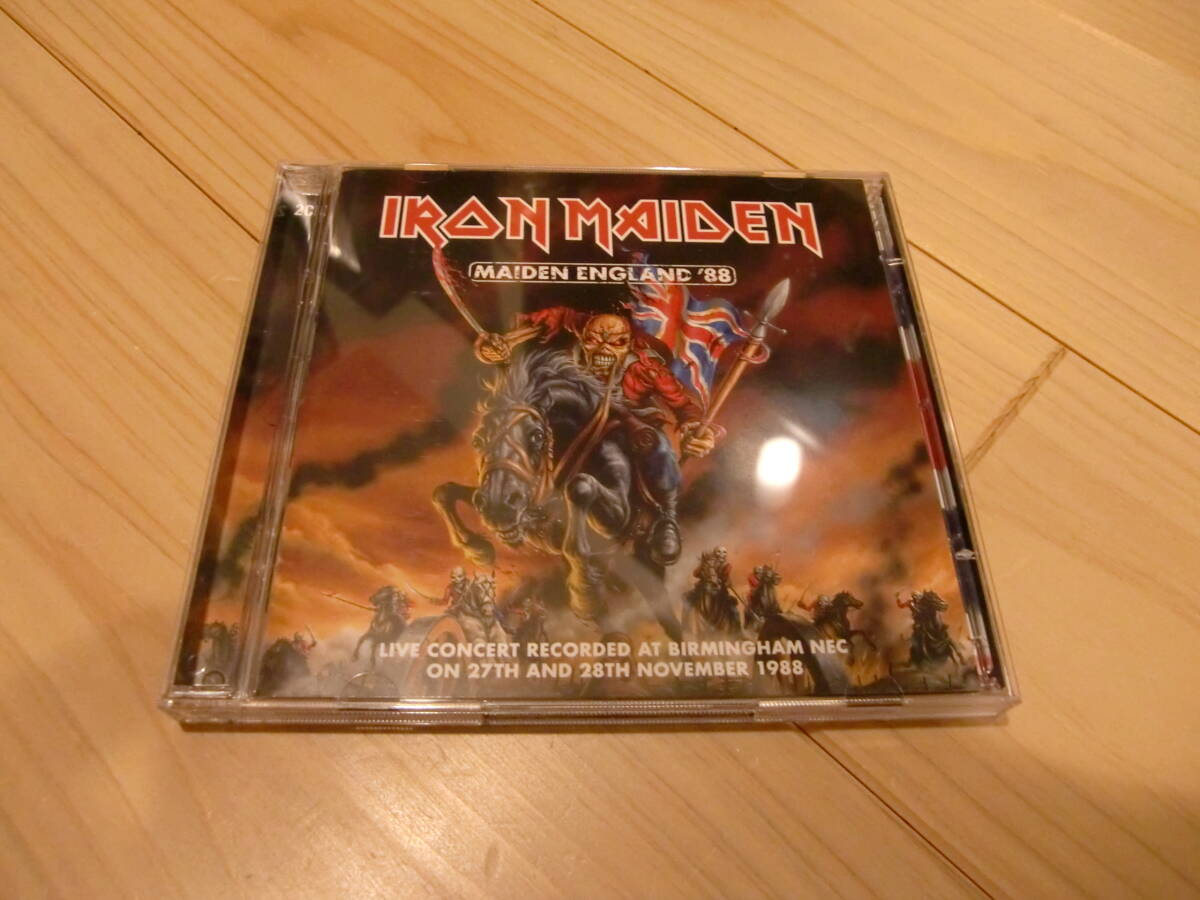 IRON MAIDEN
MAIDEN ENGLAND '88
LIVE CONCERT RECORDED AT BIRMINGHAM NEC
ON 27TH AND 28TH NOVEMBER 1988